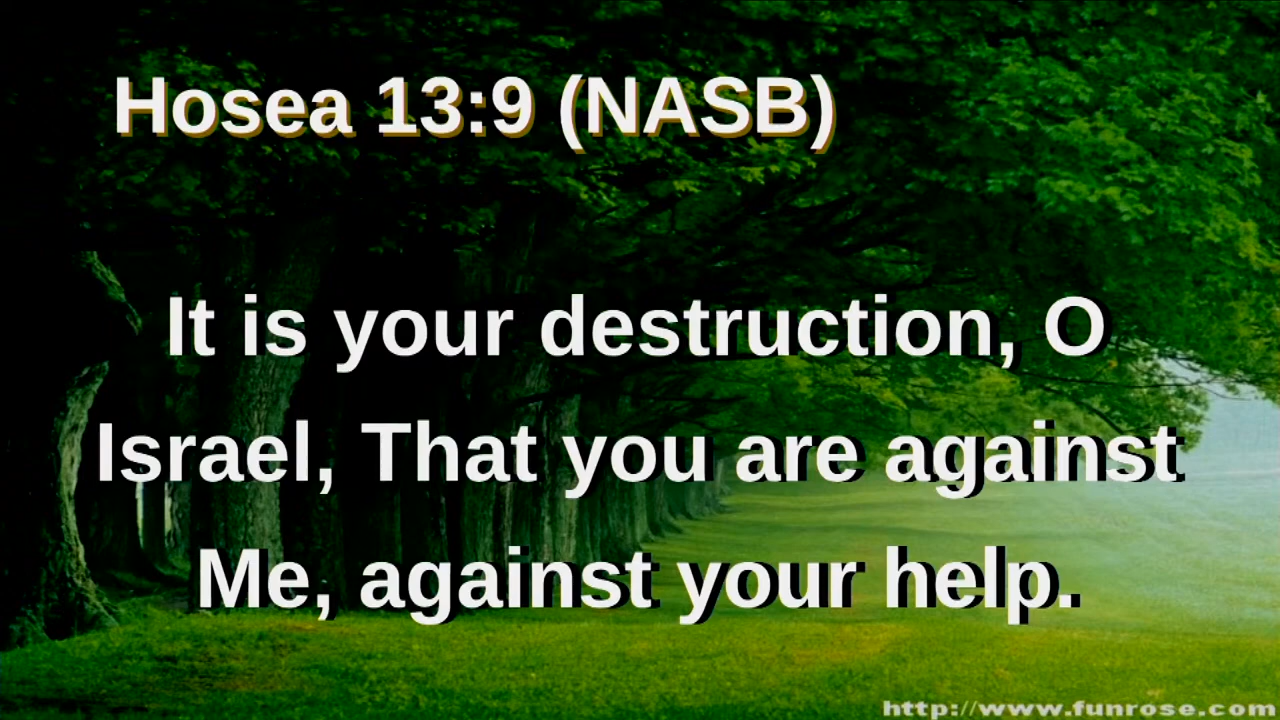 Hosea 13:9 (NASB)
It is your destruction, O
Israel, That you are against
Me, against your help.
http://www.funrose.com